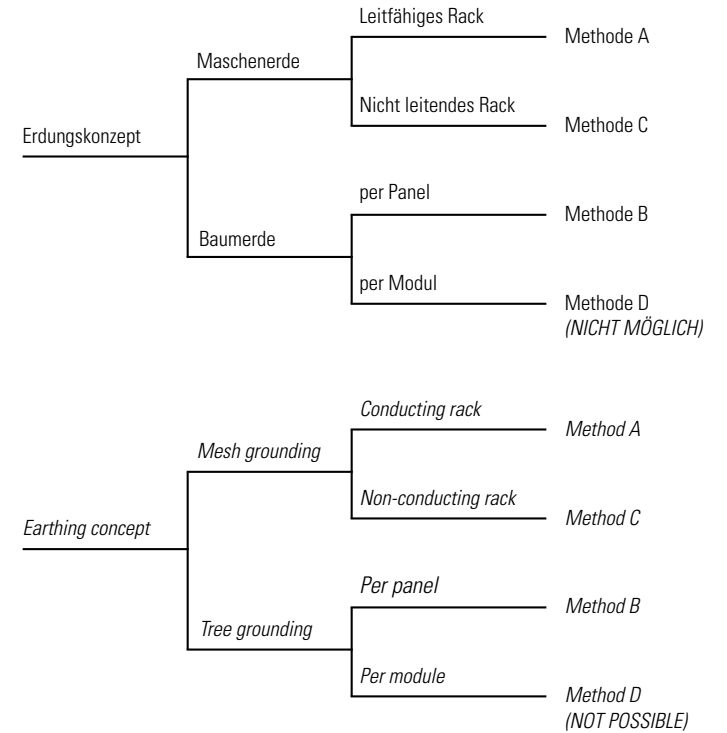 Leitfähiges Rack
Methode A
Maschenerde
Nicht leitendes Rack
Methode C
Erdungskonzept
per Panel
Methode B
Baumerde
per Modul
Methode D
(NICHT MÖGLICH)
Conducting rack
Method A
Mesh grounding
Non-conducting rack
Method C
Earthing concept
Per panel
Method B
Tree grounding
Per module
Method D
(NOT POSSIBLE)